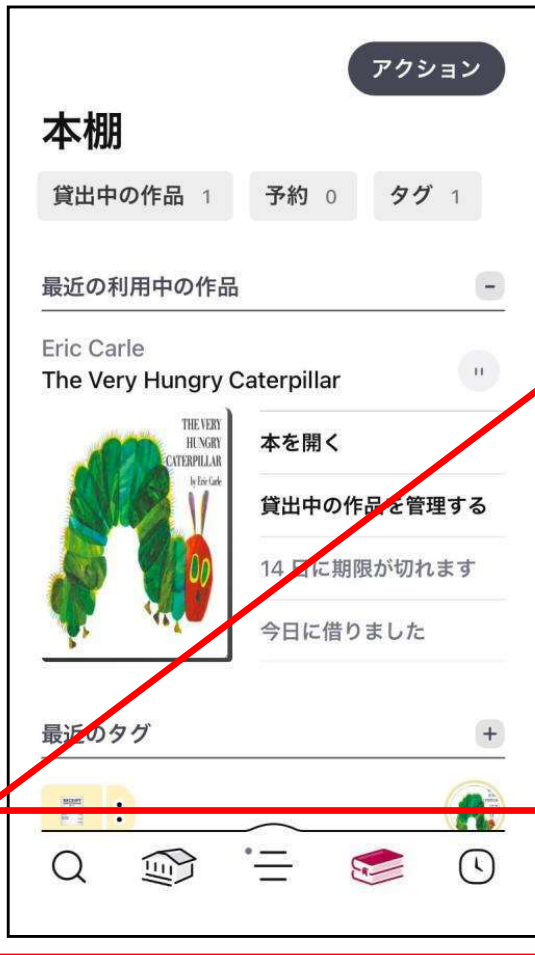 アクション
本棚
貸出中の作品 1 予約 0 タグ 1
最近の利用中の作品
Eric Carle
The Very Hungry Caterpillar
THE VERY
HUNGRY
CATERPILLAR
by Eric Carle
本を開く
貸出中の作品を管理する
14 日に期限が切れます
今日に借りました
最近のタグ
RECEIPT